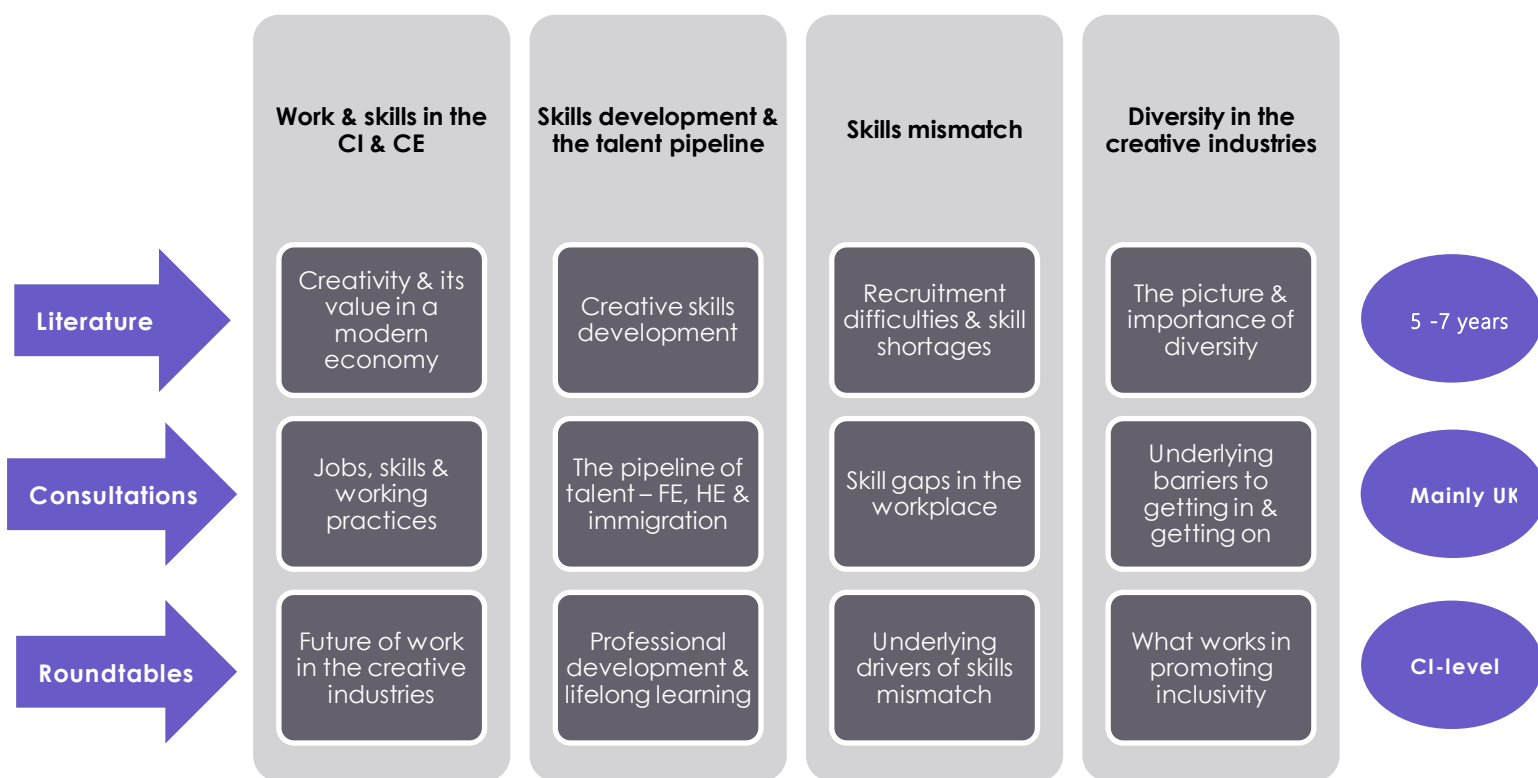 Work & skills in the
CI & CE
Skills development &
the talent pipeline
Skills mismatch
Diversity in the
creative industries
Literature
Creativity & its
value in a
modern
economy
Creative skills
development
Recruitment
difficulties & skill
shortages
The picture &
importance of
diversity
5 -7 years
Consultations
Jobs, skills &
working
practices
The pipeline of
talent – FE, HE &
immigration
Skill gaps in the
workplace
Underlying
barriers to
getting in &
getting on
Mainly UK
Roundtables
Future of work
in the creative
industries
Professional
development &
lifelong learning
Underlying
drivers of skills
mismatch
What works in
promoting
inclusivity
CI-level